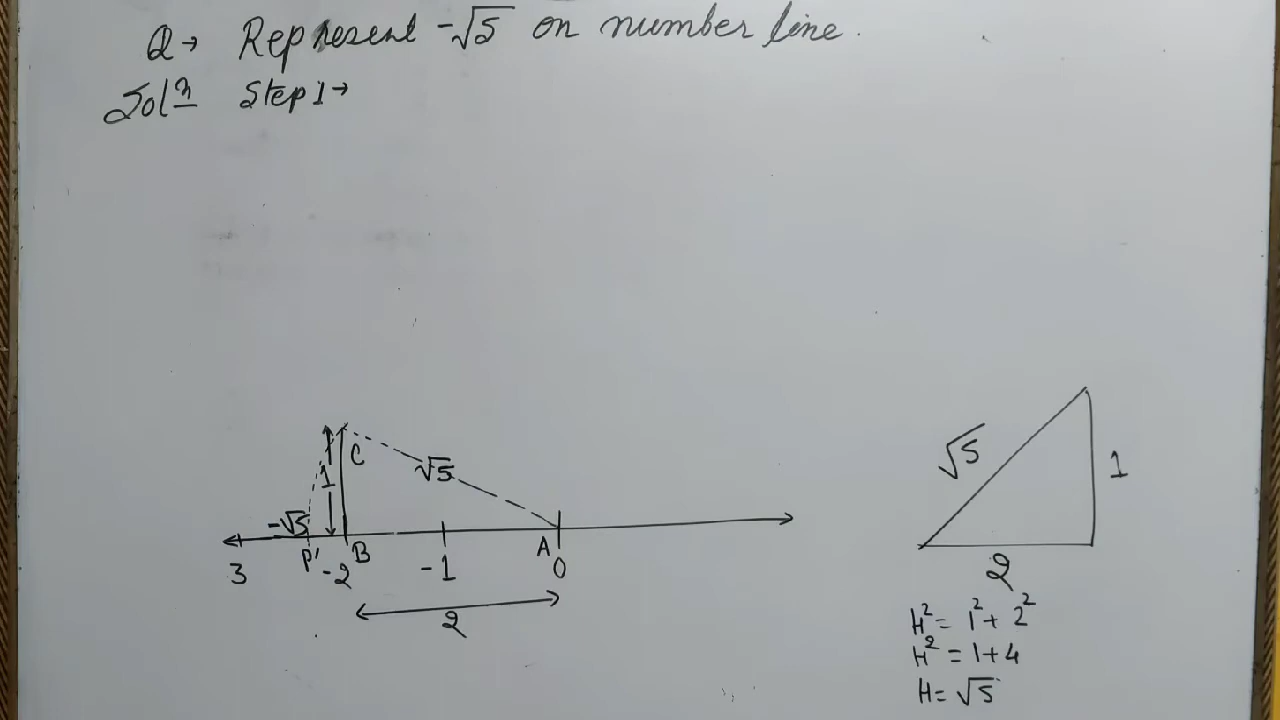 Q→ Represent -√5 on number line.
Solⁿ Step 1→
C
1
√5
√5
1
-√5
P' B A
3 -2 -1 0
2
2
H² = 1² + 2²
H² = 1+4
H = √5